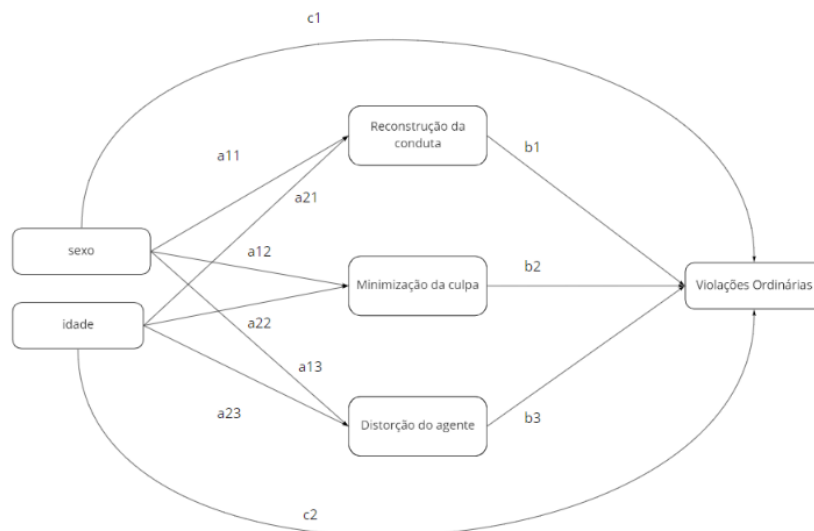 c1
Reconstrução da
conduta
a11
b1
a21
sexo
a12
b2
Minimização da culpa
Violações Ordinárias
idade
a22
a13
a23
Distorção do agente
b3
c2